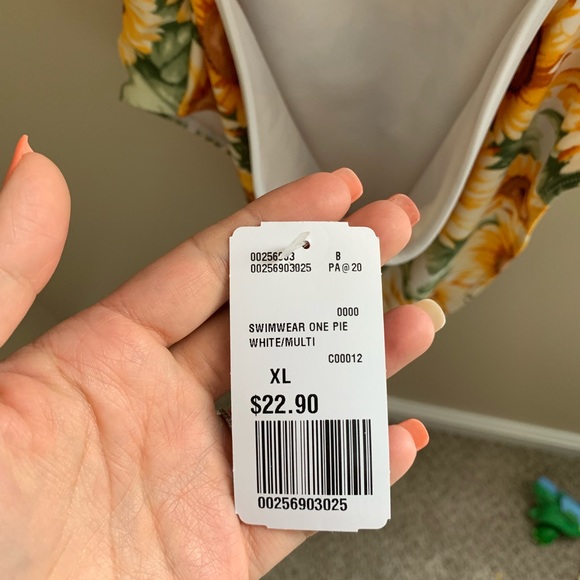 B
00256903025 PA@20
0000
SWIMWEAR ONE PIE
WHITE/MULTI
C00012
XL
$22.90
00256903025